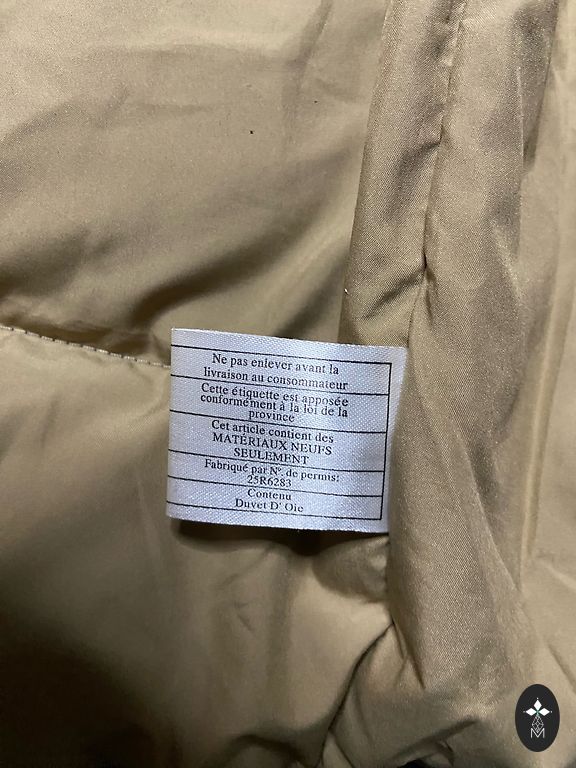 Ne pas enlever avant la
livraison au consommateur
Cette étiquette est apposée
conformément à la loi de la
province
Cet article contient des
MATÉRIAUX NEUFS
SEULEMENT
Fabriqué par N°. de permis:
25R6283
Contenu
Duvet D' Oie
M